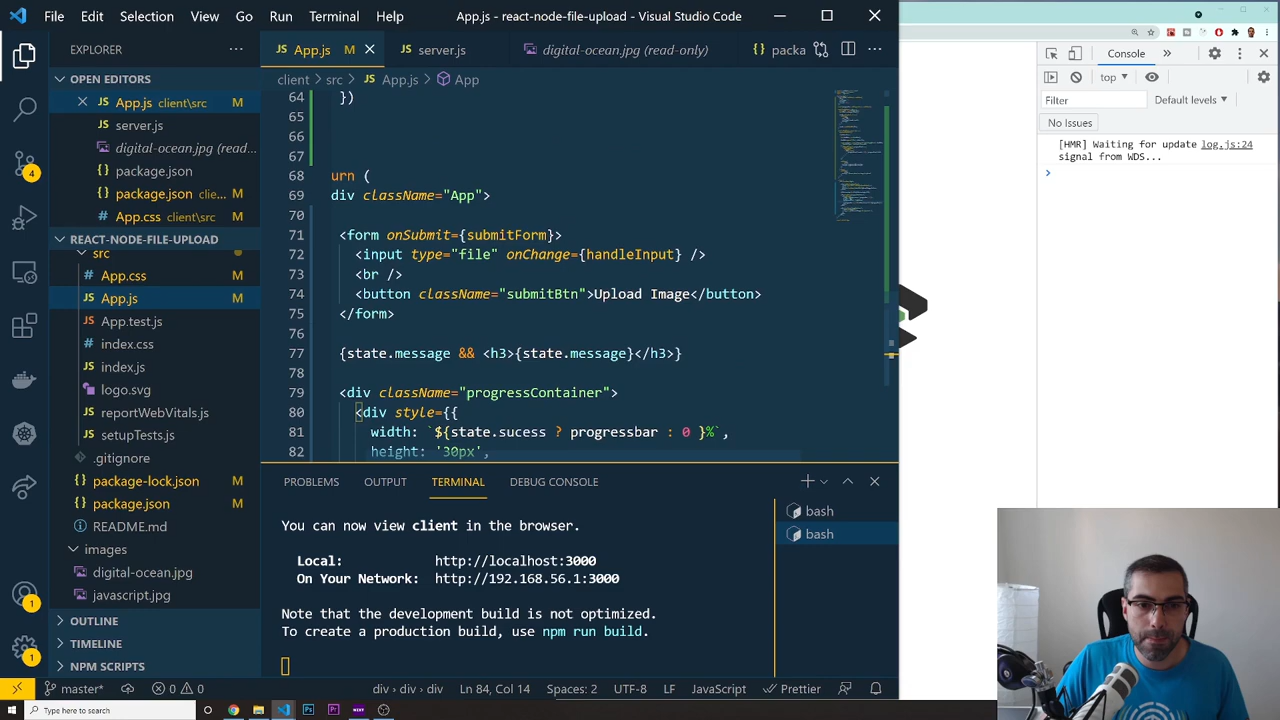 File Edit Selection View Go Run Terminal Help App.js - react-node-file-upload - Visual Studio Code
EXPLORER
OPEN EDITORS
App.js client\src M
server.js
digital-ocean.jpg (read-...
package.json
package.json clie... M
App.css client\src M
REACT-NODE-FILE-UPLOAD
src
App.css M
App.js M
App.test.js
index.css
index.js
logo.svg
reportWebVitals.js
setupTests.js
.gitignore
package-lock.json M
package.json M
README.md
images
digital-ocean.jpg
javascript.jpg
OUTLINE
TIMELINE
NPM SCRIPTS
4
1
1
App.js M server.js digital-ocean.jpg (read-only) packa
client > src > App.js > App
64 })
65
66
67
68 urn (
69 div className="App">
70
71 <form onSubmit={submitForm}>
72 <input type="file" onChange={handleInput} />
73 <br />
74 <button className="submitBtn">Upload Image</button>
75 </form>
76
77 {state.message && <h3>{state.message}</h3>}
78
79 <div className="progressContainer">
80 <div style={{
81 width: `${state.sucess ? progressbar : 0 }%`,
82 height: '30px',
PROBLEMS OUTPUT TERMINAL DEBUG CONSOLE
You can now view client in the browser.
Local: http://localhost:3000
On Your Network: http://192.168.56.1:3000
Note that the development build is not optimized.
To create a production build, use npm run build.
bash
bash
master* 0 0 div > div > div Ln 84, Col 14 Spaces: 2 UTF-8 LF JavaScript Prettier
Type here to search
Console
top
Filter Default levels
No Issues
[HMR] Waiting for update log.js:24
signal from WDS...